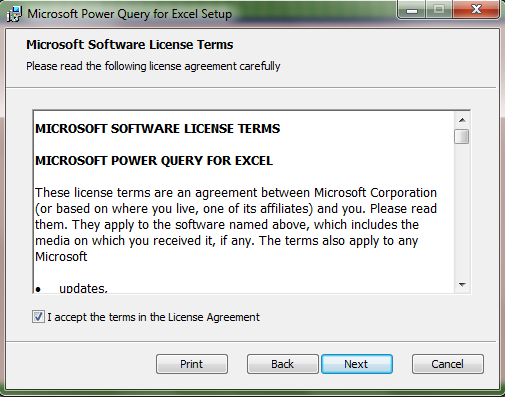 Microsoft Power Query for Excel Setup
Microsoft Software License Terms
Please read the following license agreement carefully
MICROSOFT SOFTWARE LICENSE TERMS
MICROSOFT POWER QUERY FOR EXCEL
These license terms are an agreement between Microsoft Corporation
(or based on where you live, one of its affiliates) and you. Please read
them. They apply to the software named above, which includes the
media on which you received it, if any. The terms also apply to any
Microsoft
• updates,
I accept the terms in the License Agreement
Print
Back
Next
Cancel